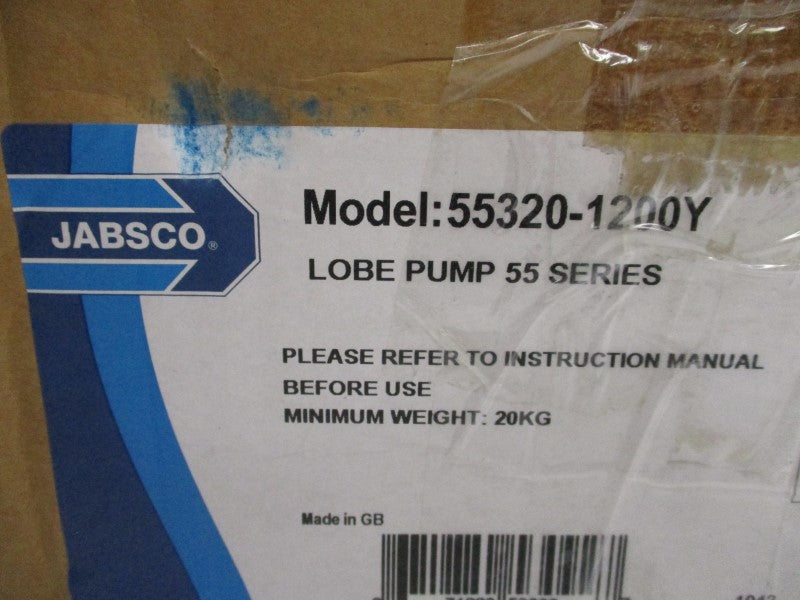 JABSCO®
Model:55320-1200Y
LOBE PUMP 55 SERIES
PLEASE REFER TO INSTRUCTION MANUAL
BEFORE USE
MINIMUM WEIGHT: 20KG
Made in GB